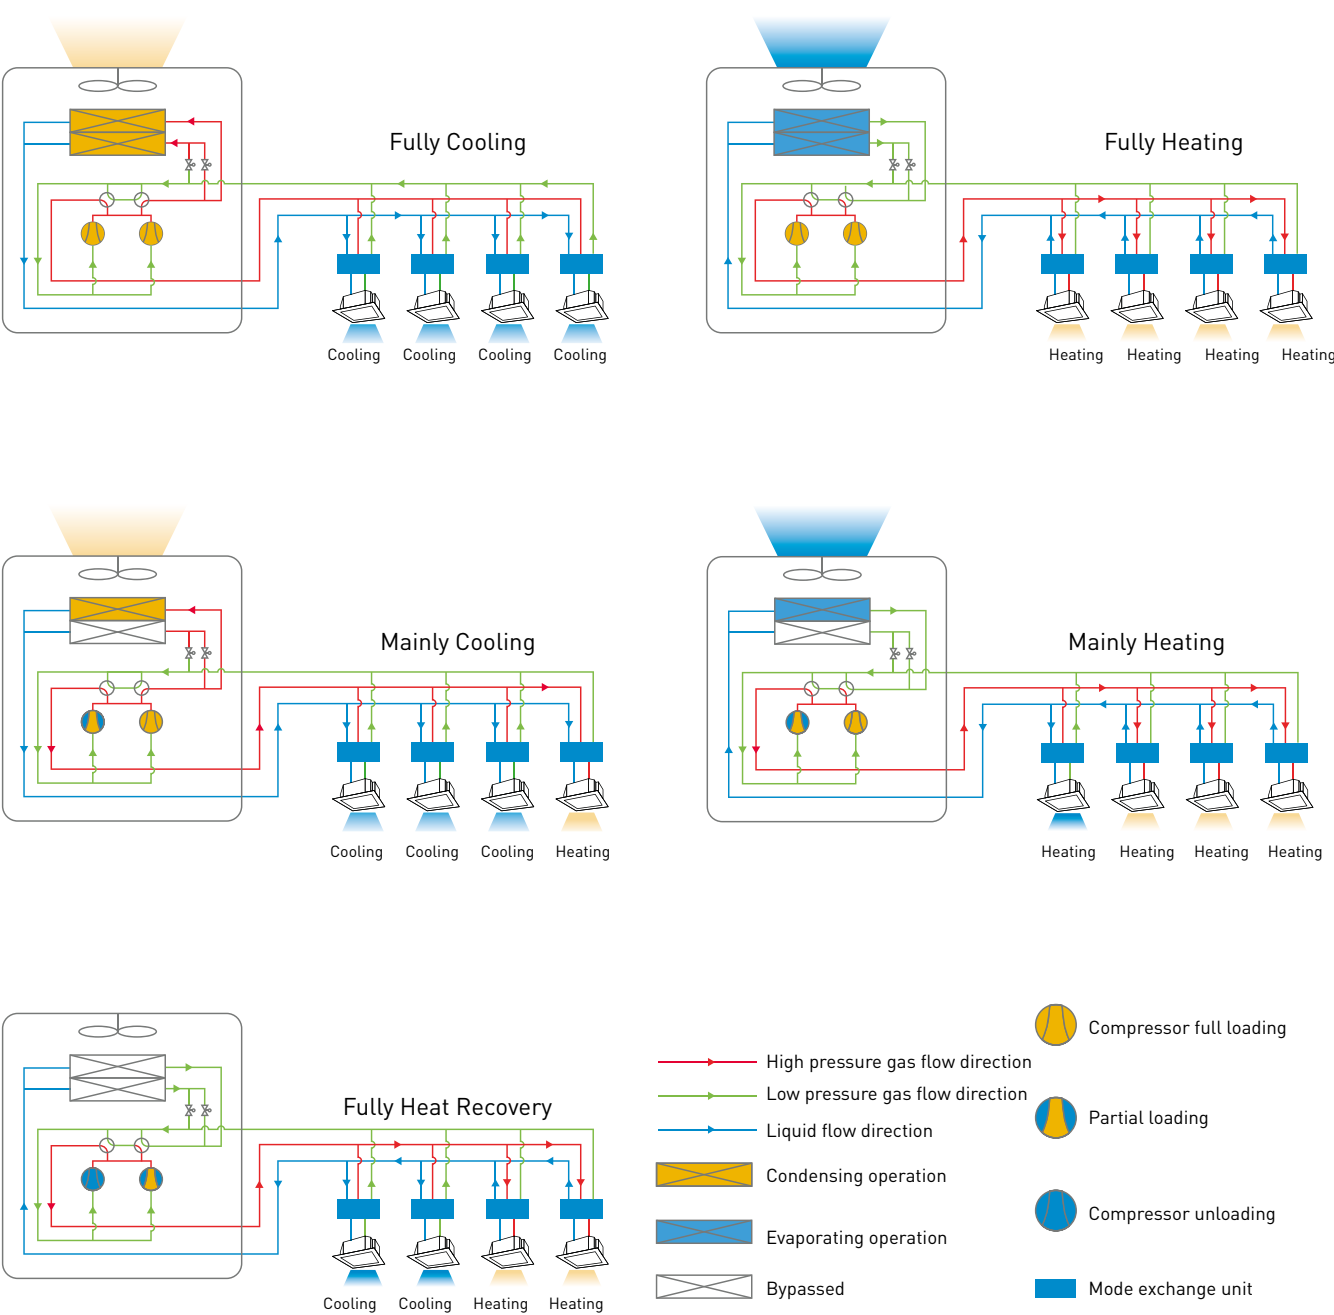 Fully Cooling
Cooling Cooling Cooling Cooling
Fully Heating
Heating Heating Heating Heating
Mainly Cooling
Cooling Cooling Cooling Heating
Mainly Heating
Heating Heating Heating Heating
Fully Heat Recovery
Cooling Cooling Heating Heating
High pressure gas flow direction
Low pressure gas flow direction
Liquid flow direction
Condensing operation
Evaporating operation
Bypassed
Compressor full loading
Partial loading
Compressor unloading
Mode exchange unit